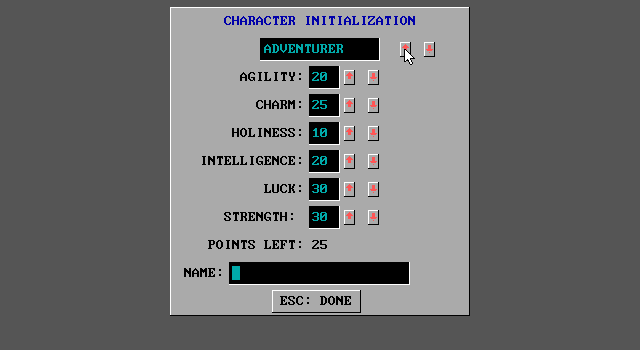 CHARACTER INITIALIZATION
ADVENTURER
AGILITY: 20
CHARM: 25
HOLINESS: 10
INTELLIGENCE: 20
LUCK: 30
STRENGTH: 30
POINTS LEFT: 25
NAME:
ESC: DONE